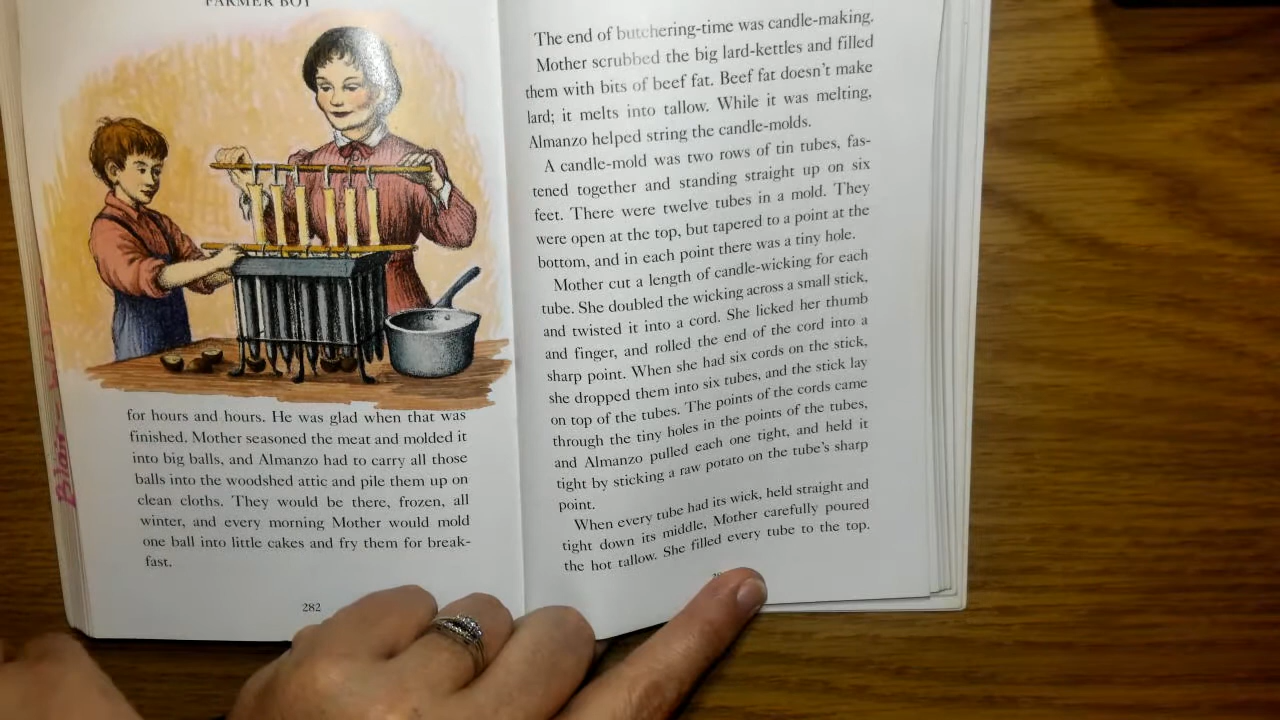 FARMER BOY
for hours and hours. He was glad when that was
finished. Mother seasoned the meat and molded it
into big balls, and Almanzo had to carry all those
balls into the woodshed attic and pile them up on
clean cloths. They would be there, frozen, all
winter, and every morning Mother would mold
one ball into little cakes and fry them for break-
fast.
282
Blair
The end of butchering-time was candle-making.
Mother scrubbed the big lard-kettles and filled
them with bits of beef fat. Beef fat doesn't make
lard; it melts into tallow. While it was melting,
Almanzo helped string the candle-molds.
A candle-mold was two rows of tin tubes, fas-
tened together and standing straight up on six
feet. There were twelve tubes in a mold. They
were open at the top, but tapered to a point at the
bottom, and in each point there was a tiny hole.
Mother cut a length of candle-wicking for each
tube. She doubled the wicking across a small stick,
and twisted it into a cord. She licked her thumb
and finger, and rolled the end of the cord into a
sharp point. When she had six cords on the stick,
she dropped them into six tubes, and the stick lay
on top of the tubes. The points of the cords came
through the tiny holes in the points of the tubes,
and Almanzo pulled each one tight, and held it
tight by sticking a raw potato on the tube's sharp
point.
When every tube had its wick, held straight and
tight down its middle, Mother carefully poured
the hot tallow. She filled every tube to the top.